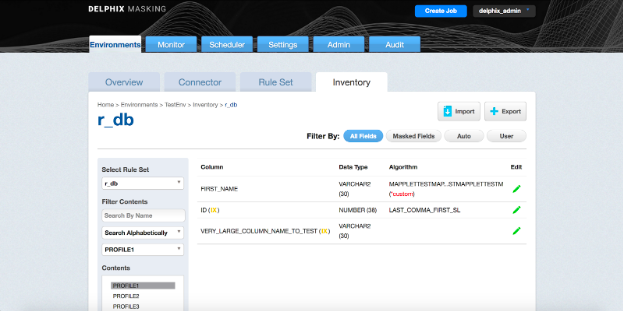 DELPHIX MASKING
Create Job
delphix_admin
Environments Monitor Scheduler Settings Admin Audit
Overview Connector Rule Set Inventory
Home > Environments > TestEnv > Inventory > r_db
r_db
Import Export
Filter By: All Fields Masked Fields Auto User
Select Rule Set
r_db
Filter Contents
Search By Name
Search Alphabetically
PROFILE1
Contents
PROFILE1
PROFILE2
PROFILE3
Column Data Type Algorithm Edit
FIRST_NAME VARCHAR2 (30) MAPPLETTESTMAP...STMAPPLETTESTM (*custom)
ID (IX) NUMBER (38) LAST_COMMA_FIRST_SL
VERY_LARGE_COLUMN_NAME_TO_TEST (IX) VARCHAR2 (30)